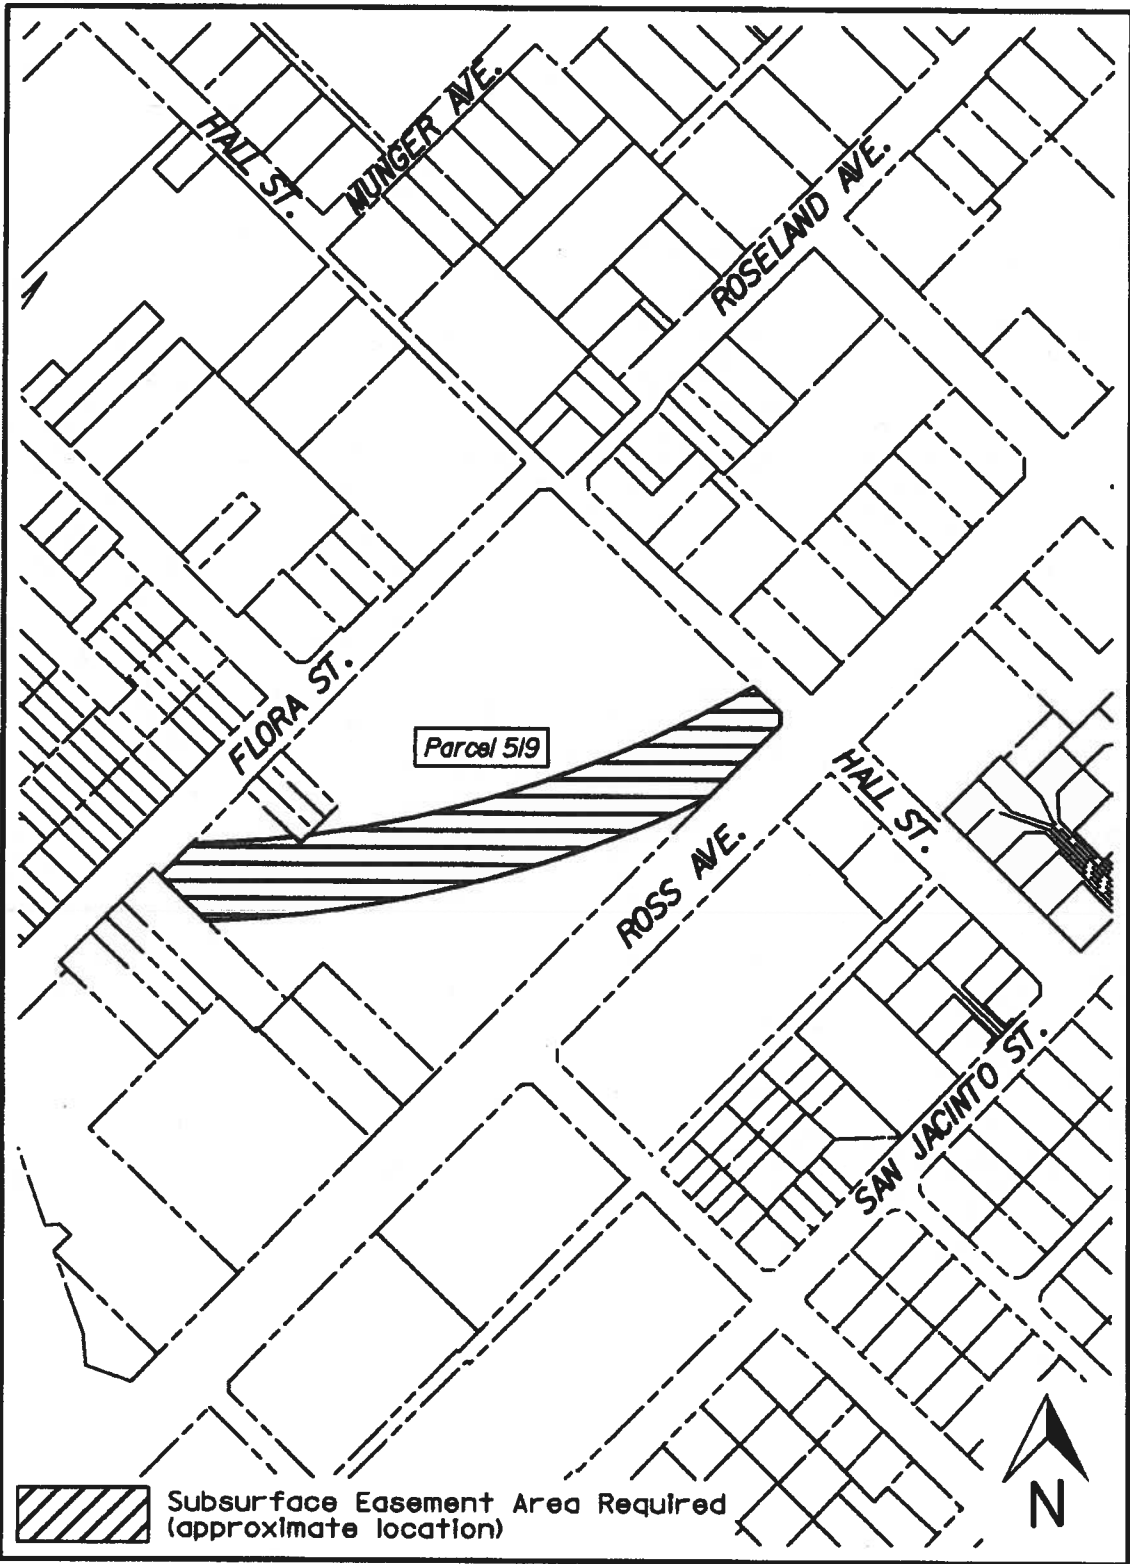 HALL ST.
MUNGER AVE.
ROSELAND AVE.
FLORA ST.
Parcel 519
HALL ST.
ROSS AVE.
SAN JACINTO ST.
N
Subsurface Easement Area Required
(approximate location)